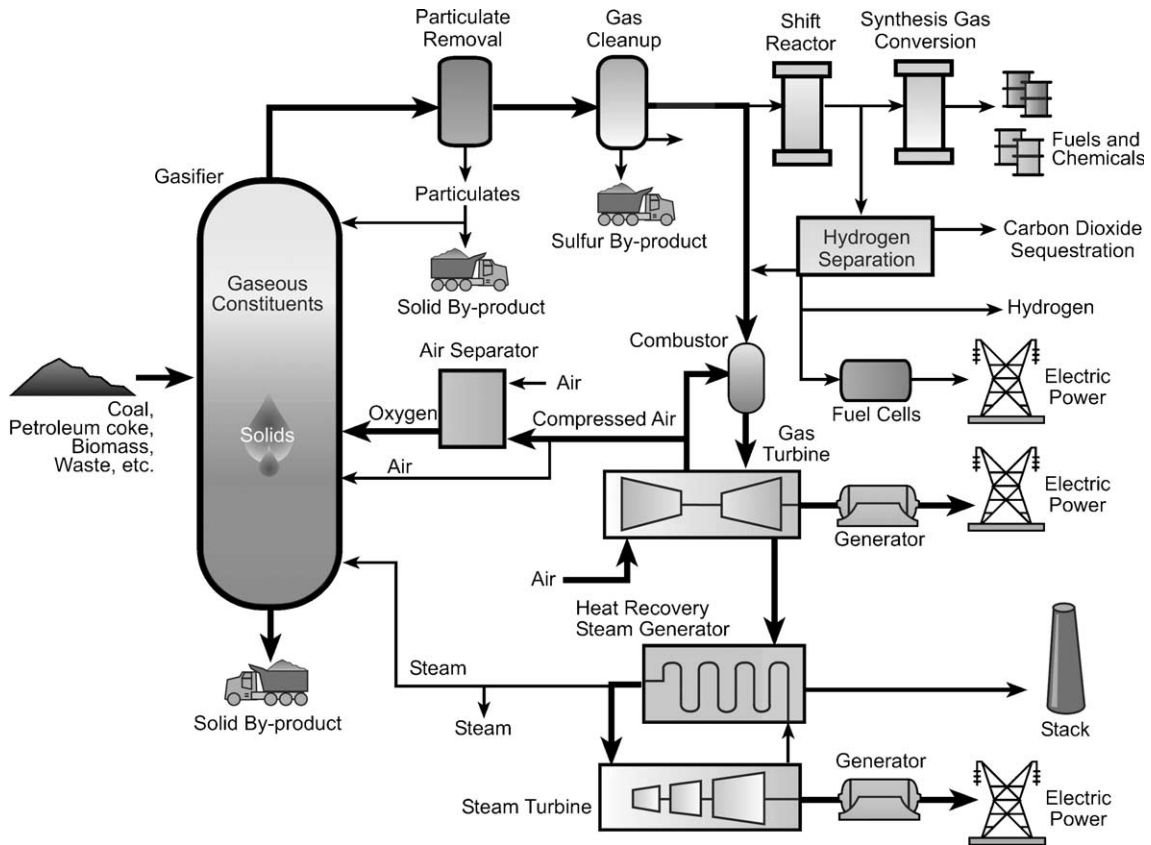 Particulate
Removal
Gas
Cleanup
Shift
Reactor
Synthesis Gas
Conversion
Fuels and
Chemicals
Gasifier
Particulates
Sulfur By-product
Solid By-product
Hydrogen
Separation
Carbon Dioxide
Sequestration
Hydrogen
Gaseous
Constituents
Air Separator
Air
Combustor
Fuel Cells
Electric
Power
Coal,
Petroleum coke,
Biomass,
Waste, etc.
Solids
Oxygen
Compressed Air
Air
Gas
Turbine
Generator
Electric
Power
Air
Heat Recovery
Steam Generator
Steam
Steam
Stack
Solid By-product
Steam Turbine
Generator
Electric
Power